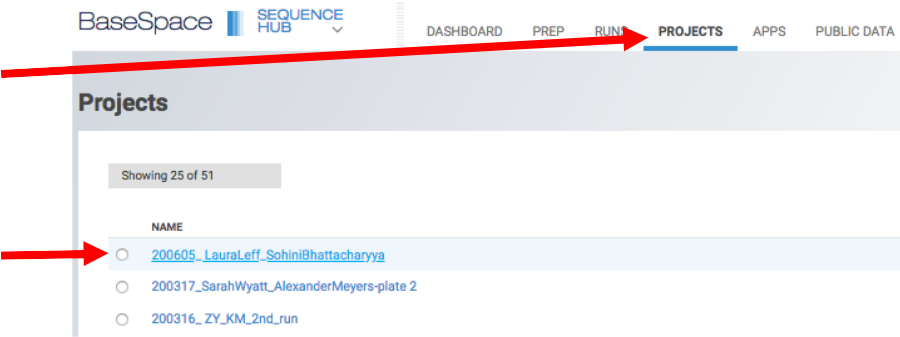 BaseSpace SEQUENCE HUB
DASHBOARD PREP RUNS PROJECTS APPS PUBLIC DATA
Projects
Showing 25 of 51
NAME
200605_ LauraLeff_SohiniBhattacharyya
200317_SarahWyatt_AlexanderMeyers-plate 2
200316_ ZY_KM_2nd_run